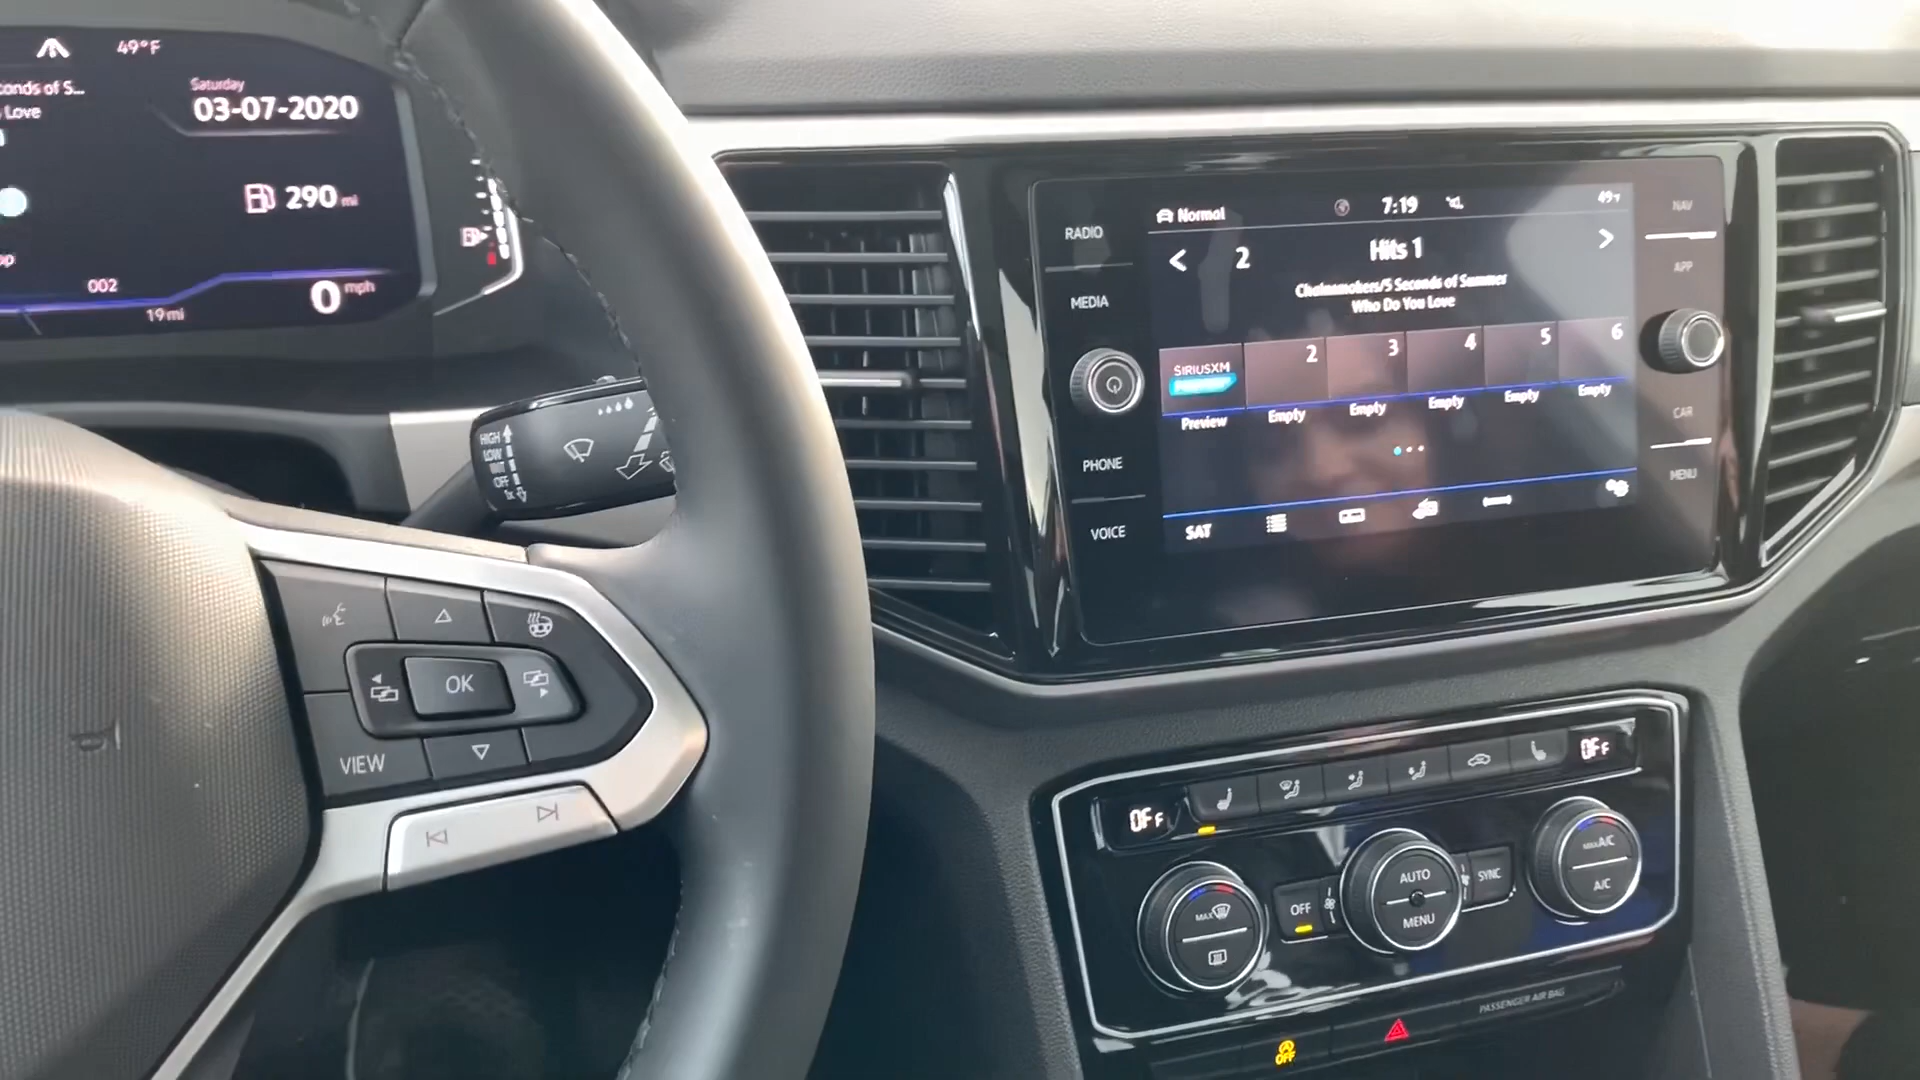 49°F
conds of S...
Love
Saturday
03-07-2020
290 mi
002
19 mi
0 mph
HIGH
LOW
INT
OFF
1x
OK
VIEW
RADIO
MEDIA
PHONE
VOICE
Normal
7:19
49°F
2
Hits 1
Chainsmokers/5 Seconds of Summer
Who Do You Love
SIRIUSXM
2
3
4
5
6
Preview
Empty
Empty
Empty
Empty
Empty
SAT
NAV
APP
CAR
MENU
OFF
OFF
MAX
OFF
AUTO
MENU
SYNC
MAX A/C
A/C
PASSENGER AIR BAG
OFF